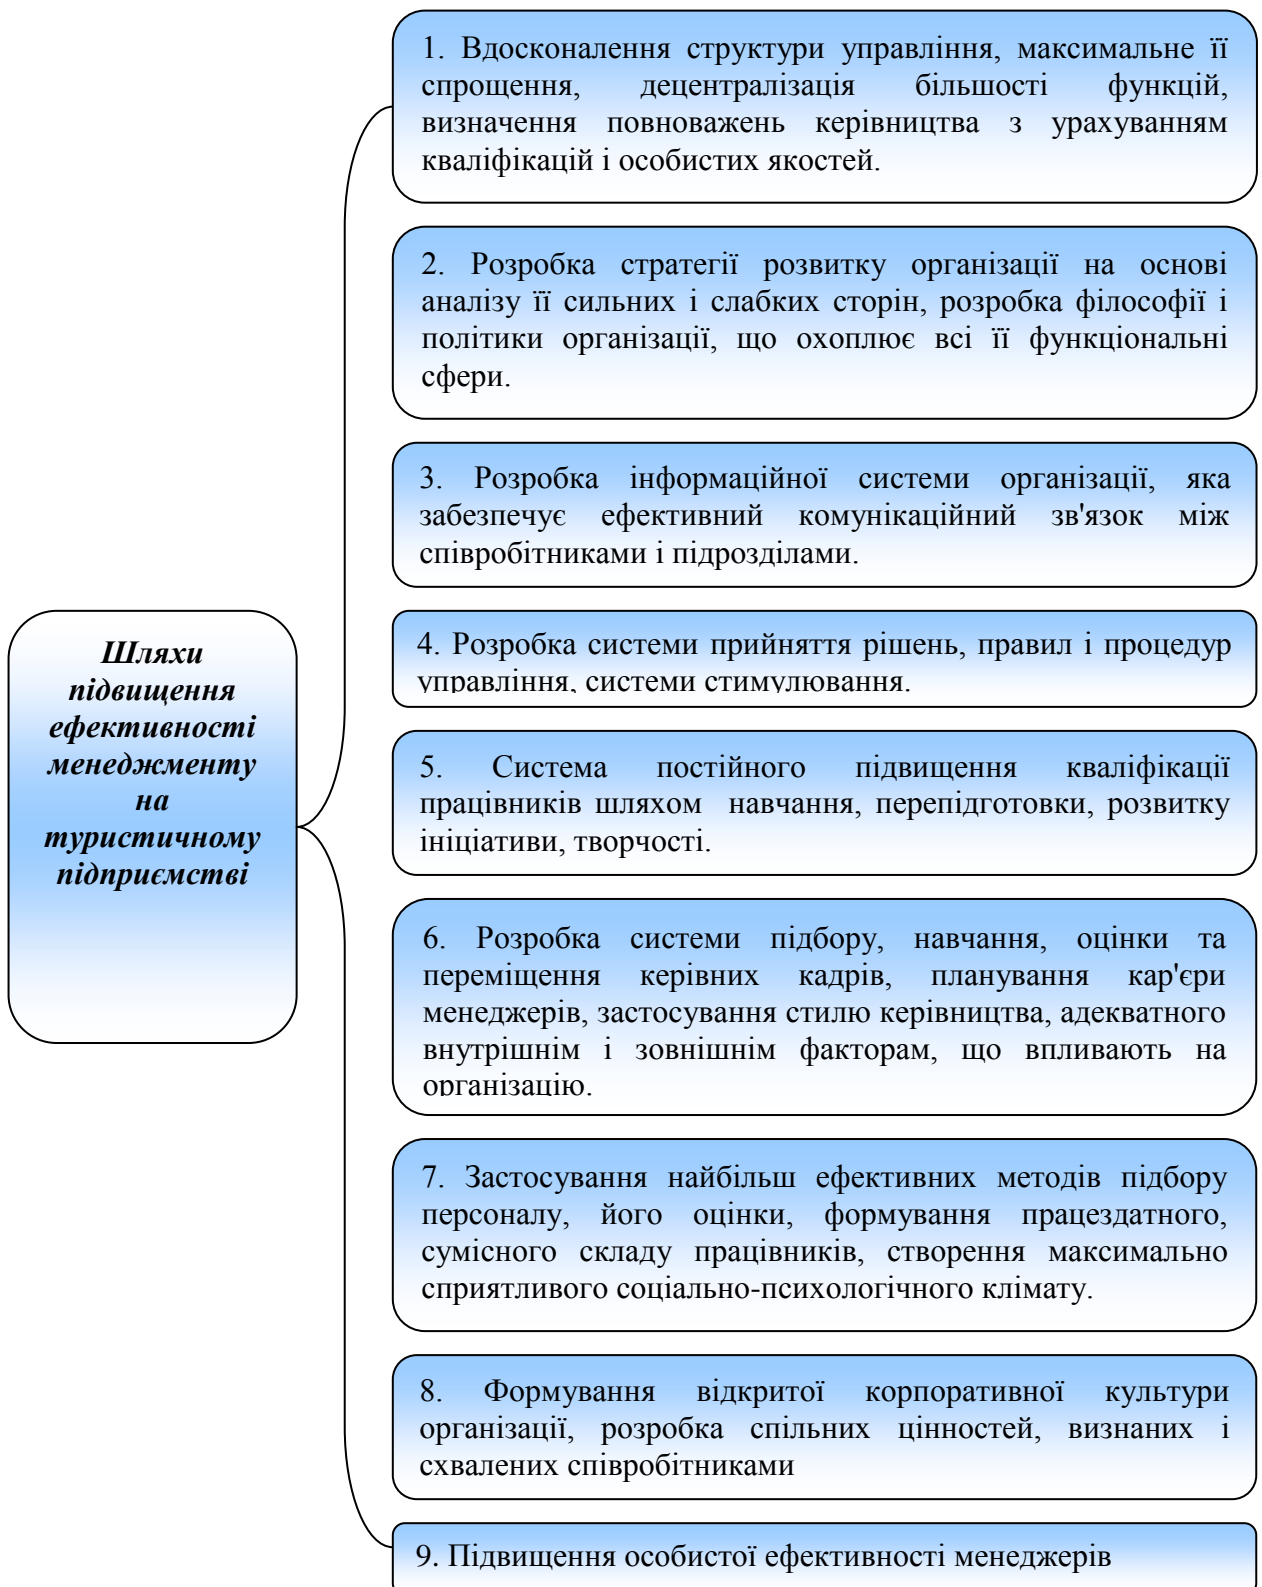 1. Вдосконалення структури управління, максимальне її
спрощення, децентралізація більшості функцій,
визначення повноважень керівництва з урахуванням
кваліфікацій і особистих якостей.
2. Розробка стратегії розвитку організації на основі
аналізу її сильних і слабких сторін, розробка філософії і
політики організації, що охоплює всі її функціональні
сфери.
3. Розробка інформаційної системи організації, яка
забезпечує ефективний комунікаційний зв'язок між
співробітниками і підрозділами.
Шляхи
підвищення
ефективності
менеджменту
на
туристичному
підприємстві
4. Розробка системи прийняття рішень, правил і процедур
управління, системи стимулювання.
5. Система постійного підвищення кваліфікації
працівників шляхом навчання, перепідготовки, розвитку
ініціативи, творчості.
6. Розробка системи підбору, навчання, оцінки та
переміщення керівних кадрів, планування кар'єри
менеджерів, застосування стилю керівництва, адекватного
внутрішнім і зовнішнім факторам, що впливають на
організацію.
7. Застосування найбільш ефективних методів підбору
персоналу, його оцінки, формування працездатного,
сумісного складу працівників, створення максимально
сприятливого соціально-психологічного клімату.
8. Формування відкритої корпоративної культури
організації, розробка спільних цінностей, визнаних і
схвалених співробітниками
9. Підвищення особистої ефективності менеджерів